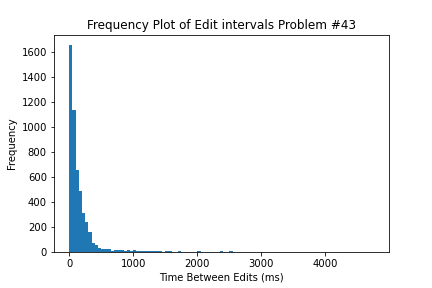 Frequency Plot of Edit intervals Problem #43
1600
1400
1200
1000
800
600
400
200
0
Frequency
0 1000 2000 3000 4000
Time Between Edits (ms)